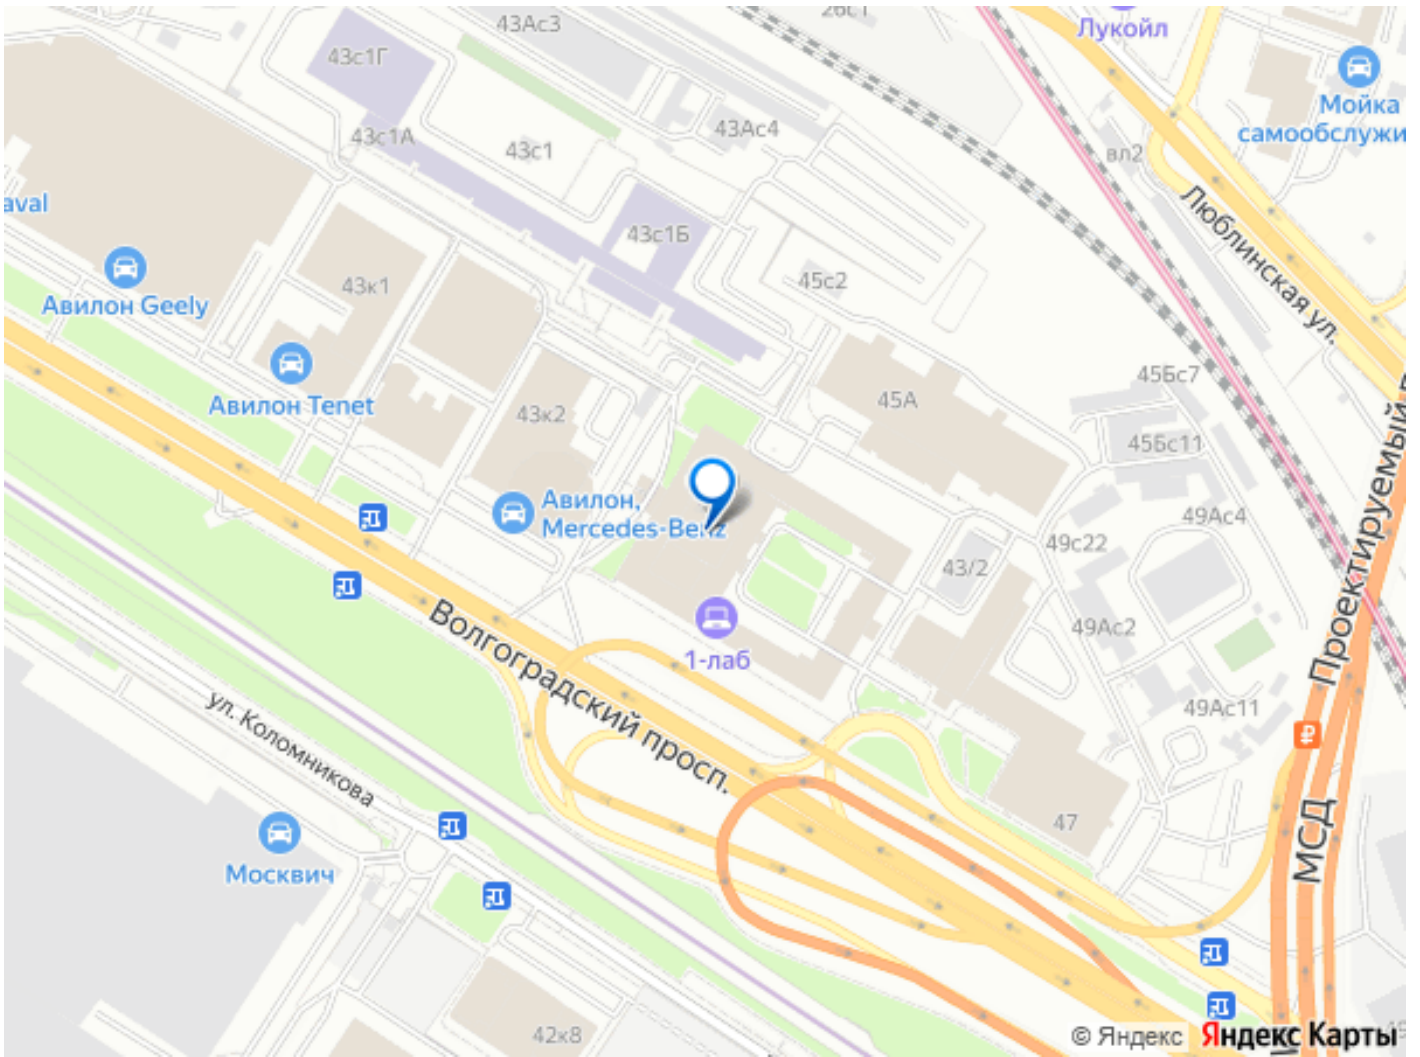 43Ас3
Лукойл
43с1Г
Мойка
самообслужи
43с1А
43Ас4
43с1
вл2
aval
43с1Б
Люблинская ул.
Авилон Geely
43к1
45с2
Авилон Tenet
45Бс7
43к2
45А
45Бс11
Авилон,
Mercedes-Benz
49Ас4
49с22
43/2
Проектируемый
Волгоградский просп.
49Ас2
1-лаб
ул. Коломникова
49Ас11
47
МСД
Москвич
42к8
© Яндекс
Яндекс Карты